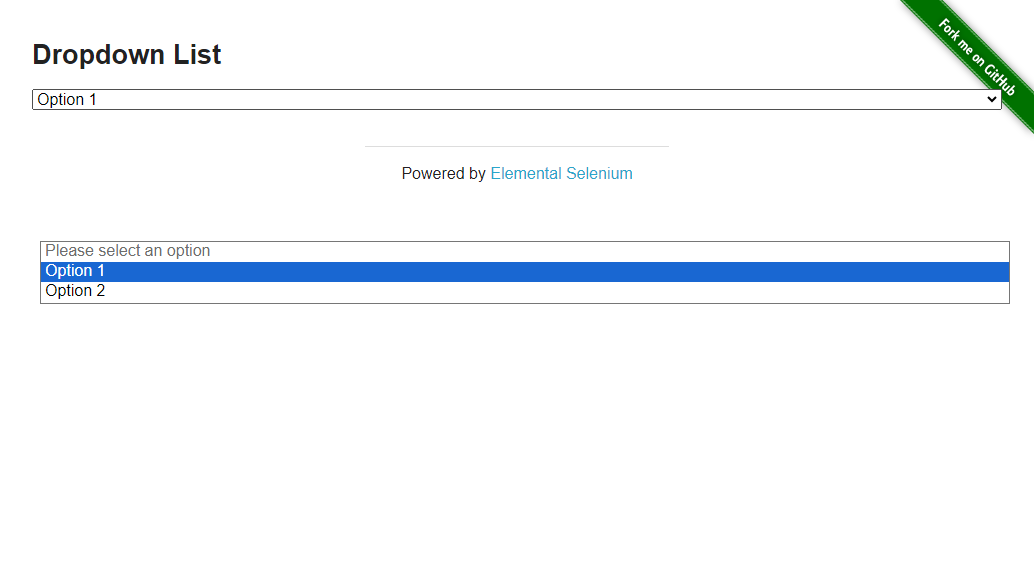 Dropdown List
Fork me on GitHub
Option 1
Powered by Elemental Selenium
Please select an option
Option 1
Option 2